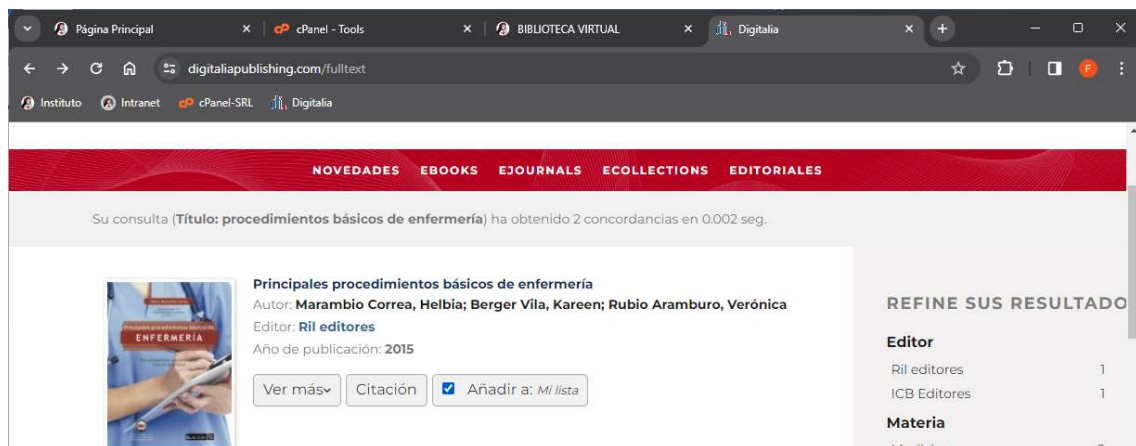 Página Principal
cPanel - Tools
BIBLIOTECA VIRTUAL
Digitalia
digitaliapublishing.com/fulltext
F
Instituto
Intranet
cPanel-SRL
Digitalia
NOVEDADES EBOOKS EJOURNALS ECOLLECTIONS EDITORIALES
Su consulta (Título: procedimientos básicos de enfermería) ha obtenido 2 concordancias en 0.002 seg.
Principales procedimientos básicos de enfermería
Autor: Marambio Correa, Helbia; Berger Vila, Kareen; Rubio Aramburo, Verónica
Editor: Ril editores
Año de publicación: 2015
Ver más
Citación
Añadir a: Mi lista
ENFERMERÍA
REFINE SUS RESULTADO
Editor
Ril editores 1
ICB Editores 1
Materia